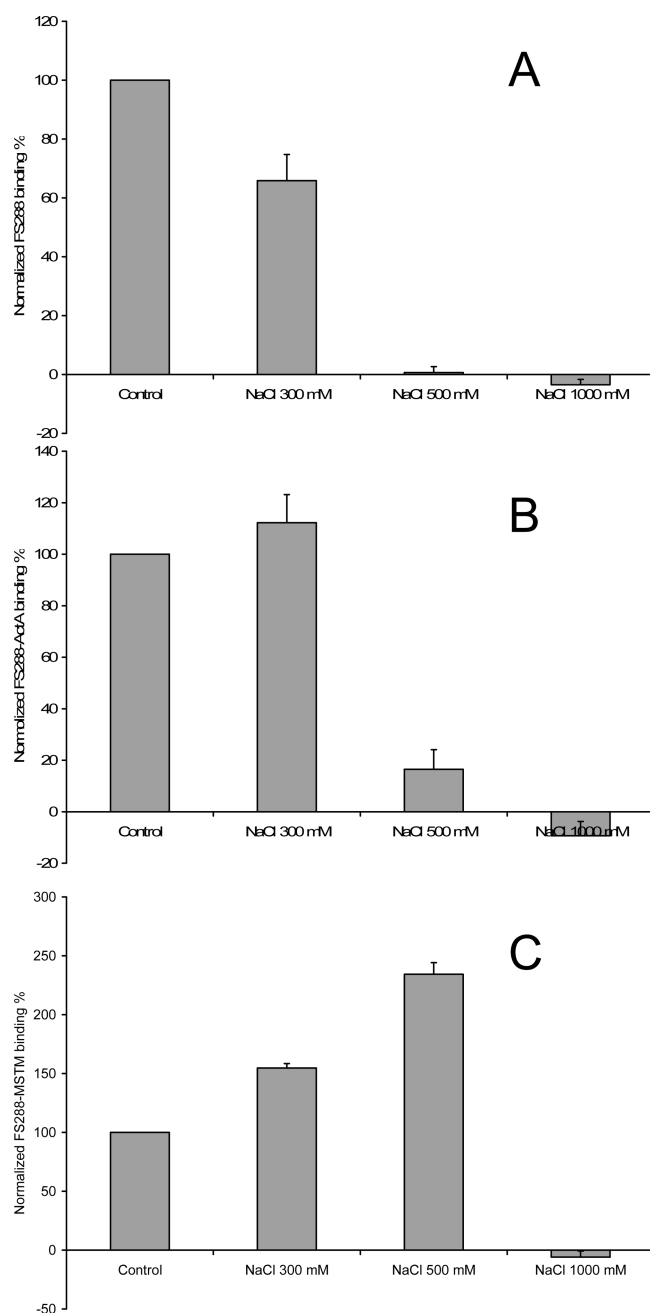 120
100
80
60
40
20
0
-20
Normalized FS288 binding %
A
Control NaCl 300 mM NaCl 500 mM NaCl 1000 mM
140
120
100
80
60
40
20
0
-20
Normolized FS288-ActA binding %
B
Control NaCl 300 mM NaCl 500 mM NaCl 1000 mM
300
250
200
150
100
50
0
-50
Normalized FS288-MSTM binding %
C
Control NaCl 300 mM NaCl 500 mM NaCl 1000 mM